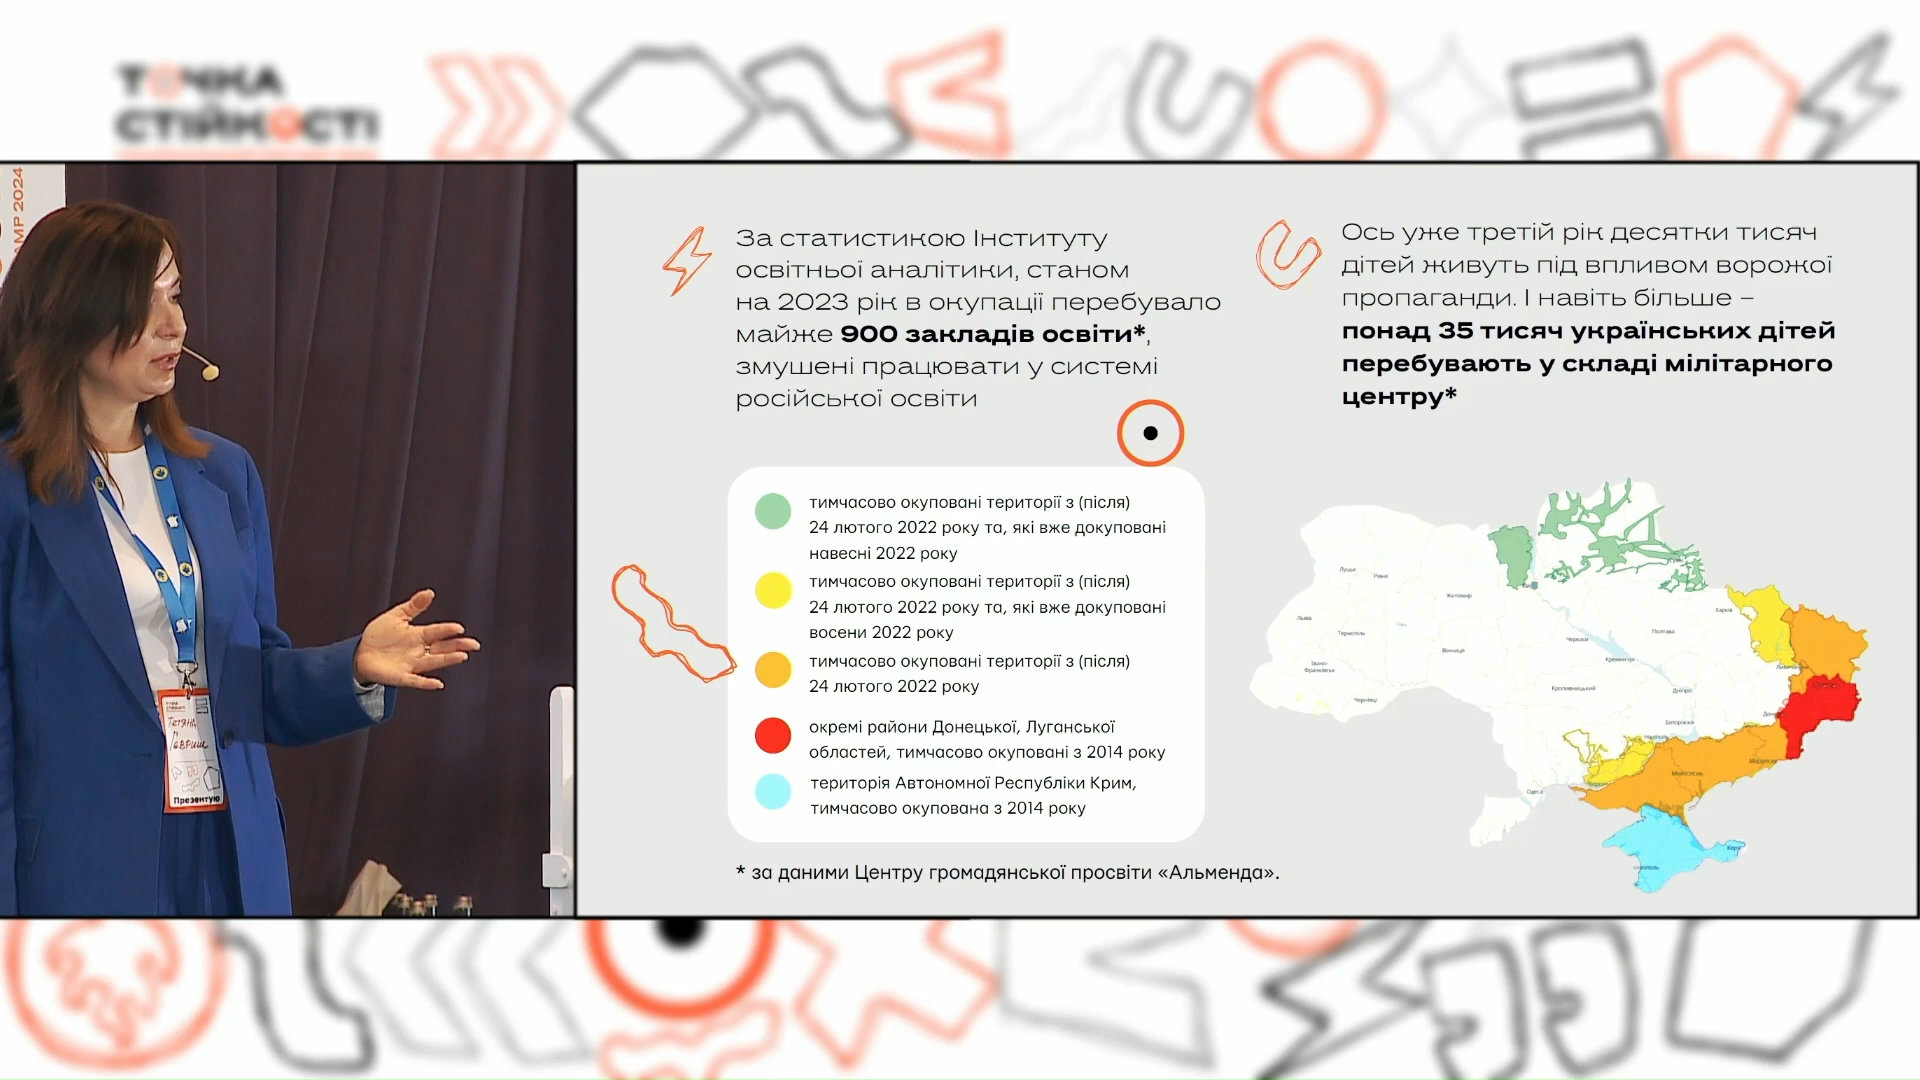 ТОЧКА
СТІЙКОСТІ
MP 2024
За статистикою Інституту
освітньої аналітики, станом
на 2023 рік в окупації перебувало
майже 900 закладів освіти*,
змушені працювати у системі
російської освіти
Ось уже третій рік десятки тисяч
дітей живуть під впливом ворожої
пропаганди. І навіть більше –
понад 35 тисяч українських дітей
перебувають у складі мілітарного
центру*
тимчасово окуповані території з (після)
24 лютого 2022 року та, які вже докуповані
навесні 2022 року
тимчасово окуповані території з (після)
24 лютого 2022 року та, які вже докуповані
восени 2022 року
тимчасово окуповані території з (після)
24 лютого 2022 року
окремі райони Донецької, Луганської
областей, тимчасово окуповані з 2014 року
територія Автономної Республіки Крим,
тимчасово окупована з 2014 року
* за даними Центру громадянської просвіти «Альменда».
Луцьк
Рівне
Житомир
Харків
Львів
Тернопіль
Полтава
Черкаси
Вінниця
Кременчук
Івано-
Франківськ
Чернівці
Кропивницький
Дніпро
Запоріжжя
Одеса
Презентую